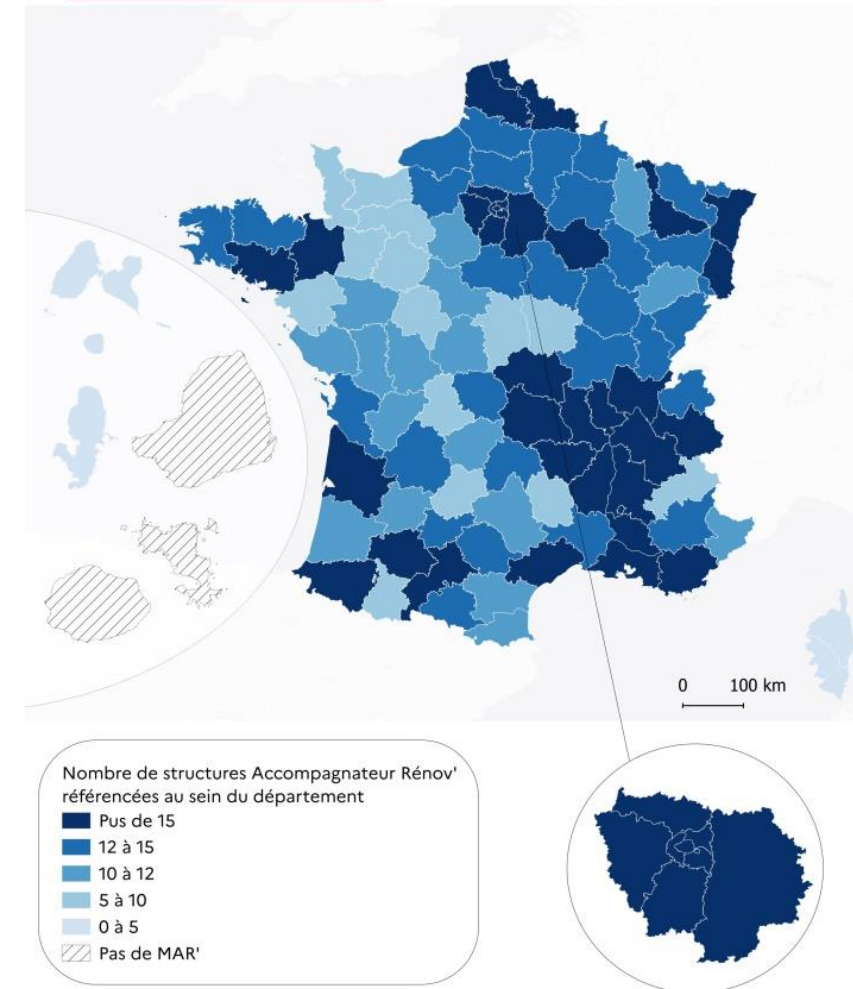 0 100 km
Nombre de structures Accompagnateur Rénov'
référencées au sein du département
Pus de 15
12 à 15
10 à 12
5 à 10
0 à 5
Pas de MAR'